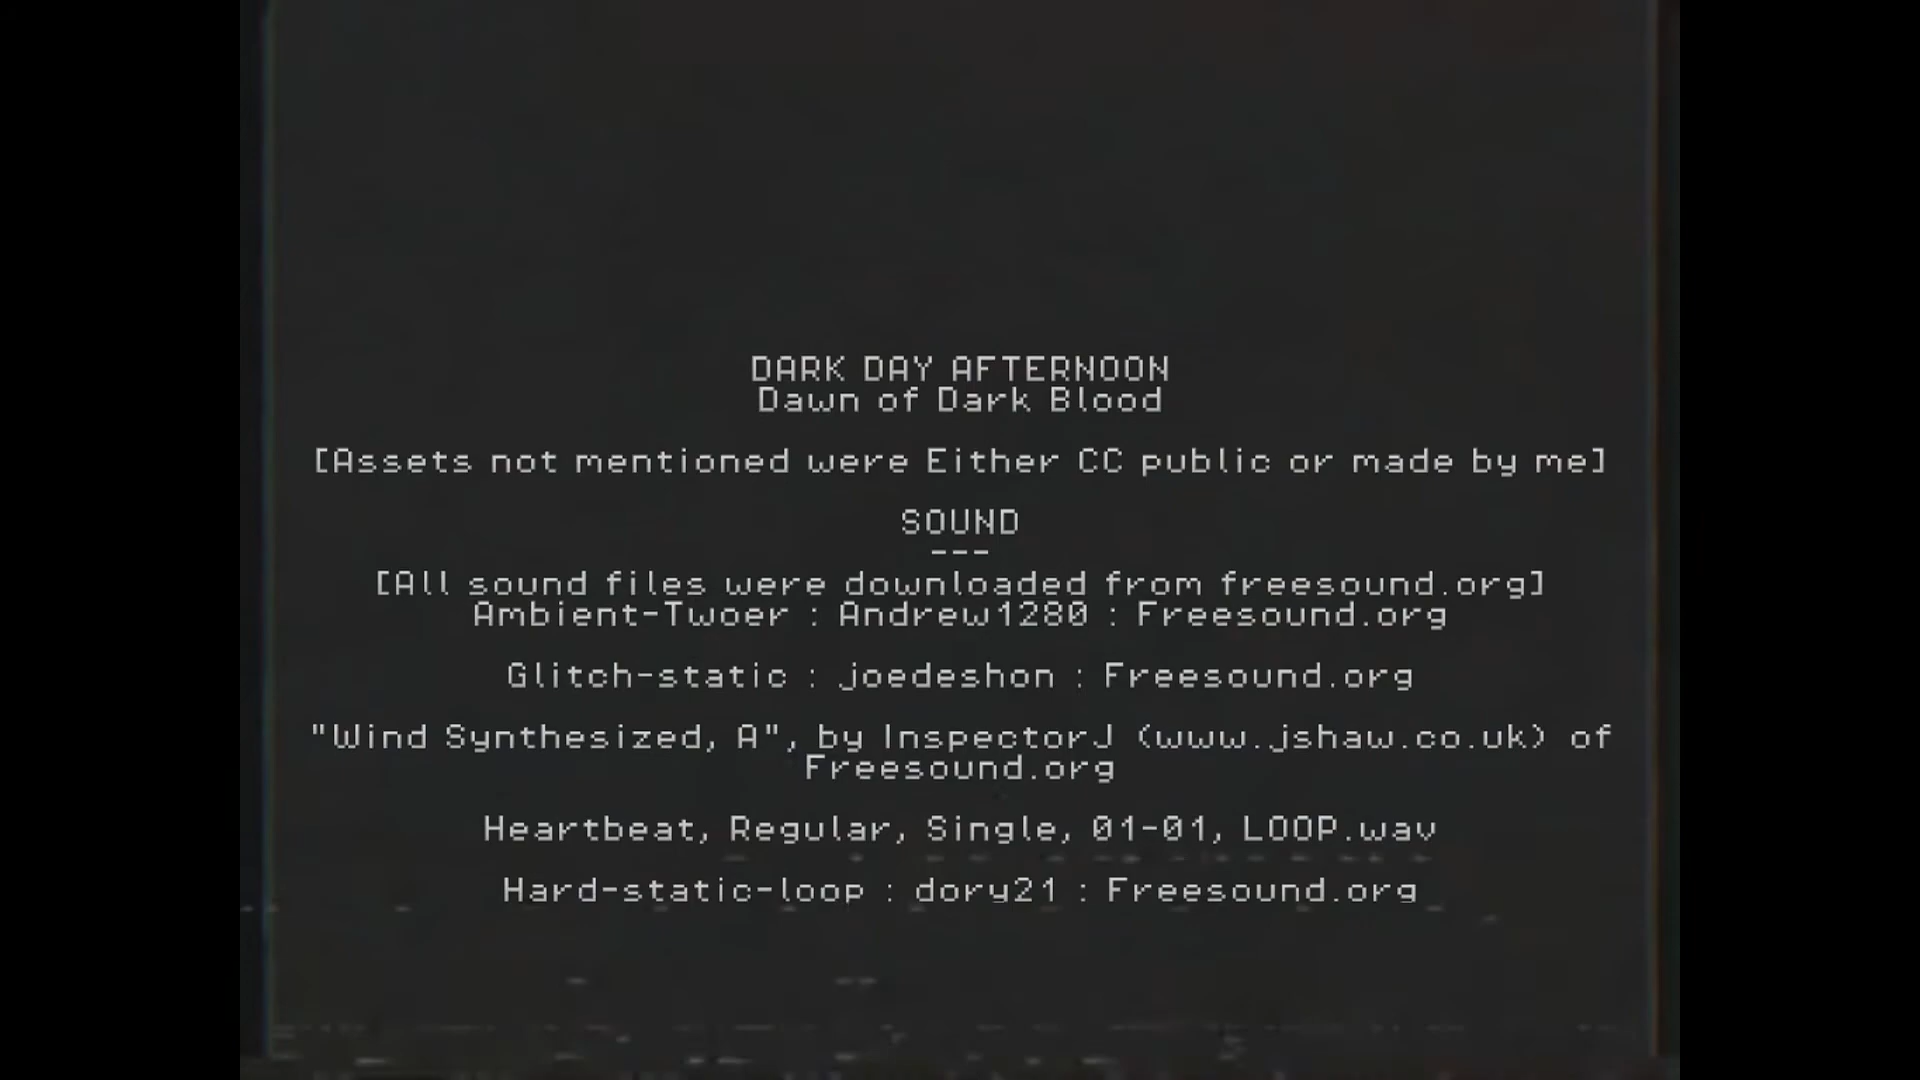 DARK DAY AFTERNOON
Dawn of Dark Blood
[Assets not mentioned were Either CC public or made by me]
SOUND
---
[All sound files were downloaded from freesound.org]
Ambient-Twoer : Andrew1280 : Freesound.org
Glitch-static : joedeshon : Freesound.org
"Wind Synthesized, A", by InspectorJ (www.jshaw.co.uk) of
Freesound.org
Heartbeat, Regular, Single, 01-01, LOOP.wav
Hard-static-loop : dory21 : Freesound.org